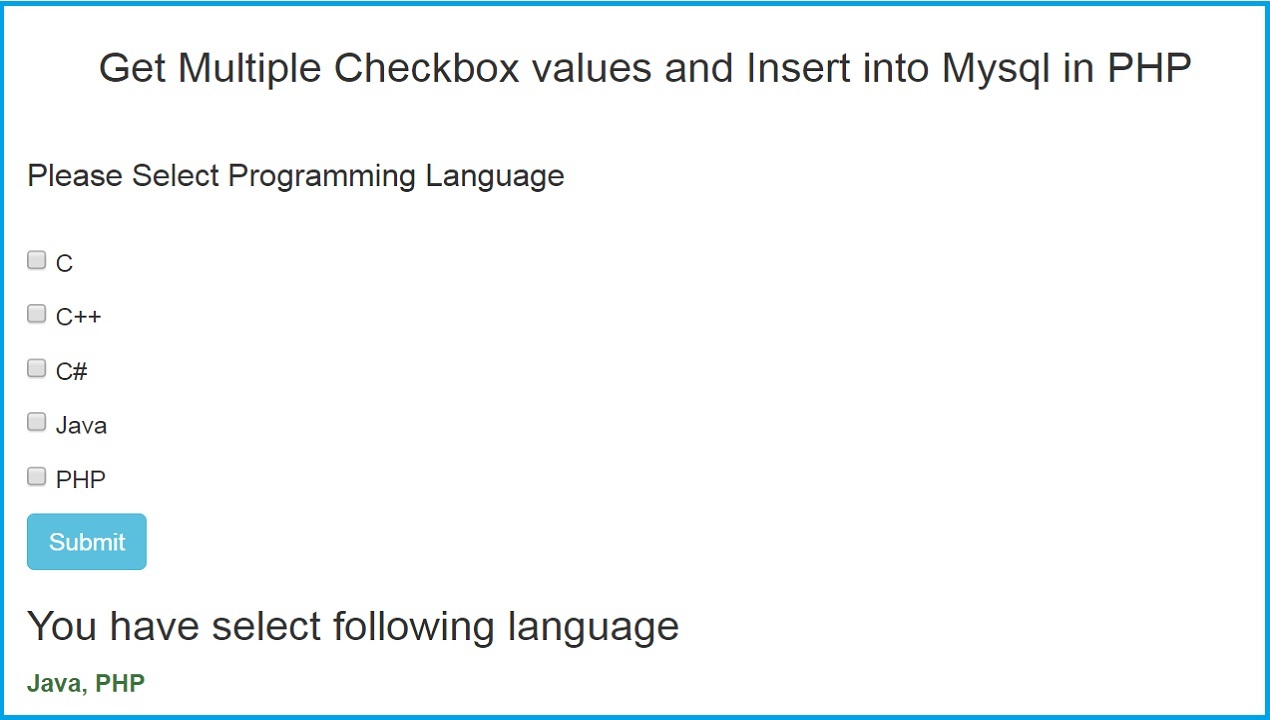 Get Multiple Checkbox values and Insert into Mysql in PHP
Please Select Programming Language
C
C++
C#
Java
PHP
Submit
You have select following language
Java, PHP